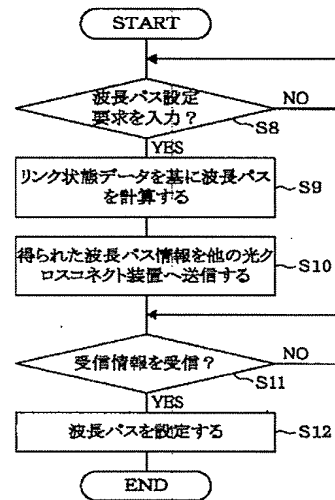 START
波長パス設定
要求を入力？
NO
S8
YES
リンク状態データを基に波長パス
を計算する
S9
得られた波長パス情報を他の光ク
ロスコネクト装置へ送信する
S10
受信情報を受信？
NO
S11
YES
波長パスを設定する
S12
END